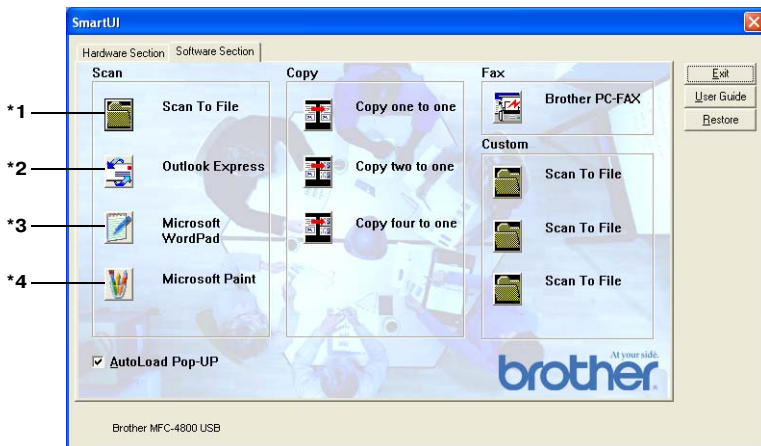 SmartUI
Hardware Section
Software Section
Scan
Copy
Fax
Exit
*1
Scan To File
Copy one to one
Brother PC-FAX
User Guide
Restore
Custom
*2
Outlook Express
Copy two to one
Scan To File
*3
Microsoft
WordPad
Copy four to one
Scan To File
*4
Microsoft Paint
Scan To File
AutoLoad Pop-UP
At your side.
brother
Brother MFC-4800 USB